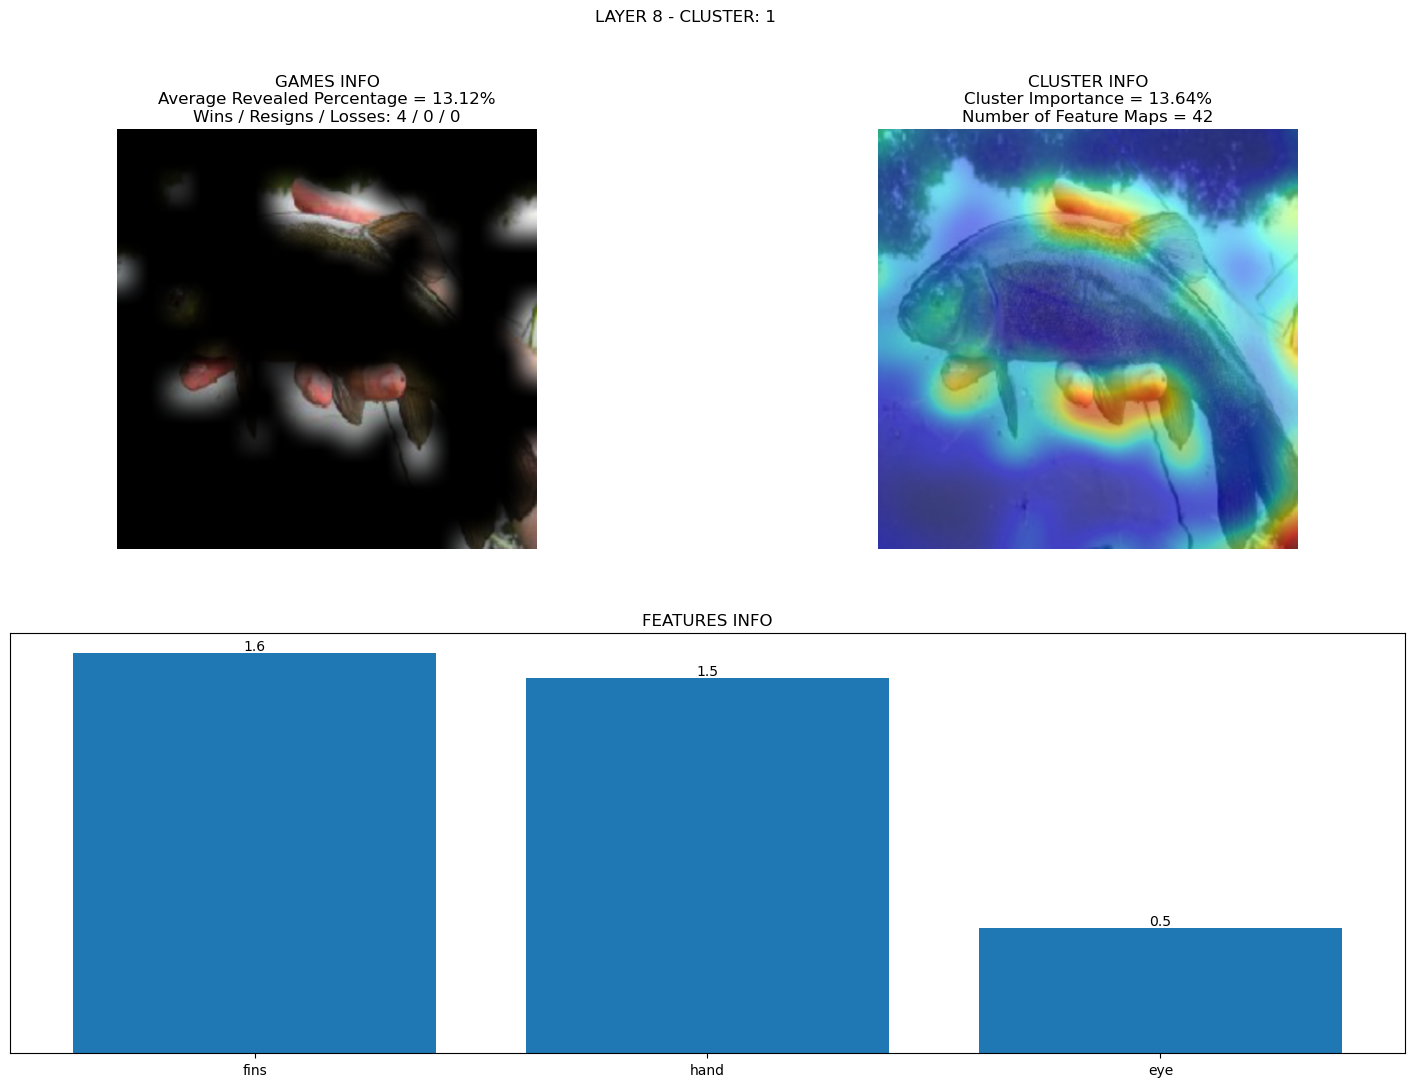 LAYER 8 - CLUSTER: 1
GAMES INFO
Average Revealed Percentage = 13.12%
Wins / Resigns / Losses: 4 / 0 / 0
CLUSTER INFO
Cluster Importance = 13.64%
Number of Feature Maps = 42
FEATURES INFO
1.6
1.5
0.5
fins
hand
eye